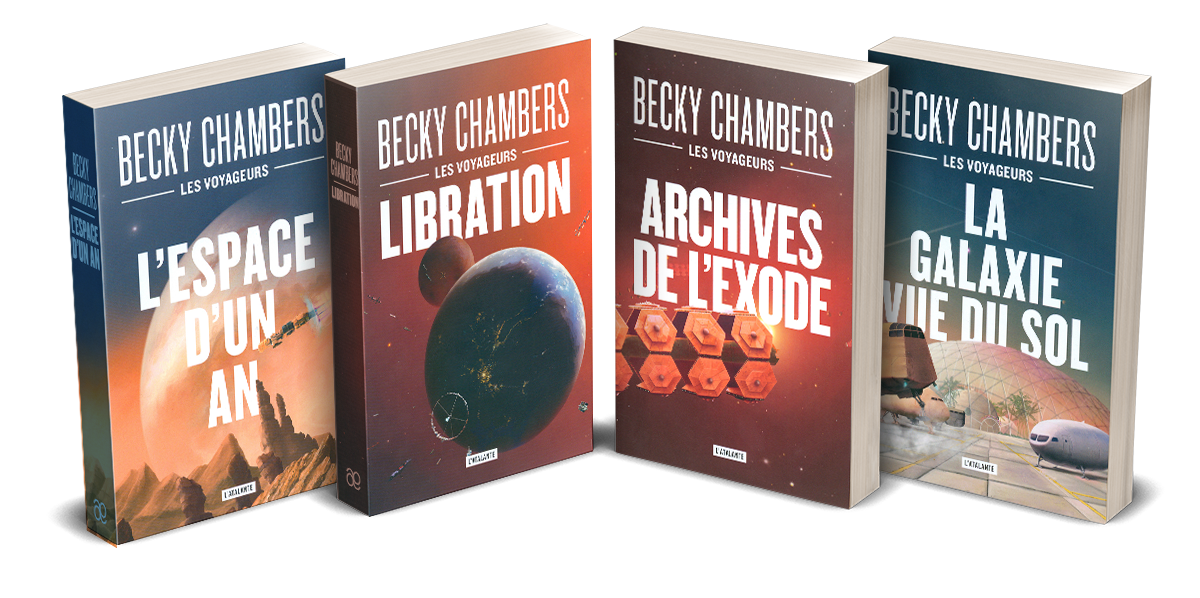 BECKY
CHAMBERS
L'ESPACE
D'UN AN
BECKY CHAMBERS
LES VOYAGEURS
L'ESPACE
D'UN
AN
L'ATALANTE
BECKY
CHAMBERS
LIBRATION
BECKY CHAMBERS
LES VOYAGEURS
LIBRATION
L'ATALANTE
BECKY CHAMBERS
LES VOYAGEURS
ARCHIVES
DE L'EXODE
L'ATALANTE
BECKY CHAMBERS
LES VOYAGEURS
LA
GALAXIE
VUE DU SOL
L'ATALANTE